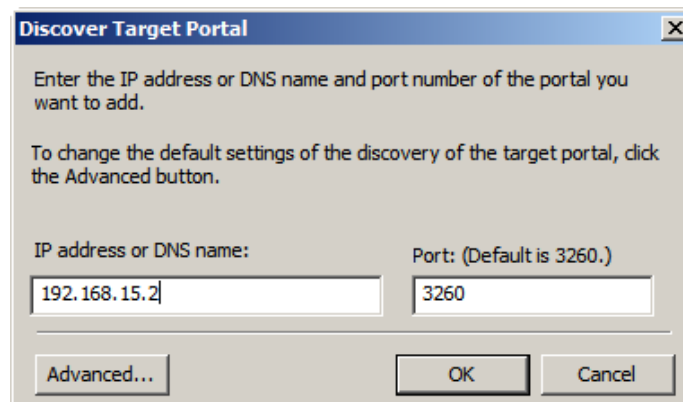 Discover Target Portal
Enter the IP address or DNS name and port number of the portal you
want to add.
To change the default settings of the discovery of the target portal, click
the Advanced button.
IP address or DNS name:
Port: (Default is 3260.)
192.168.15.2
3260
Advanced...
OK
Cancel